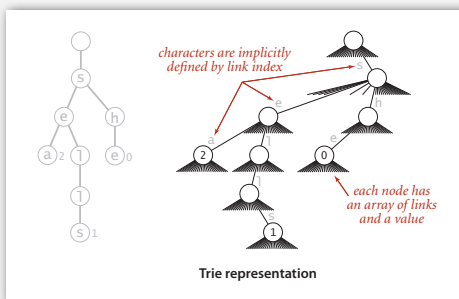 characters are implicitly
defined by link index
s
s
e
h
e
h
a 2
l
e 0
a
2
l
e
0
l
l
s 1
s
1
each node has
an array of links
and a value
Trie representation